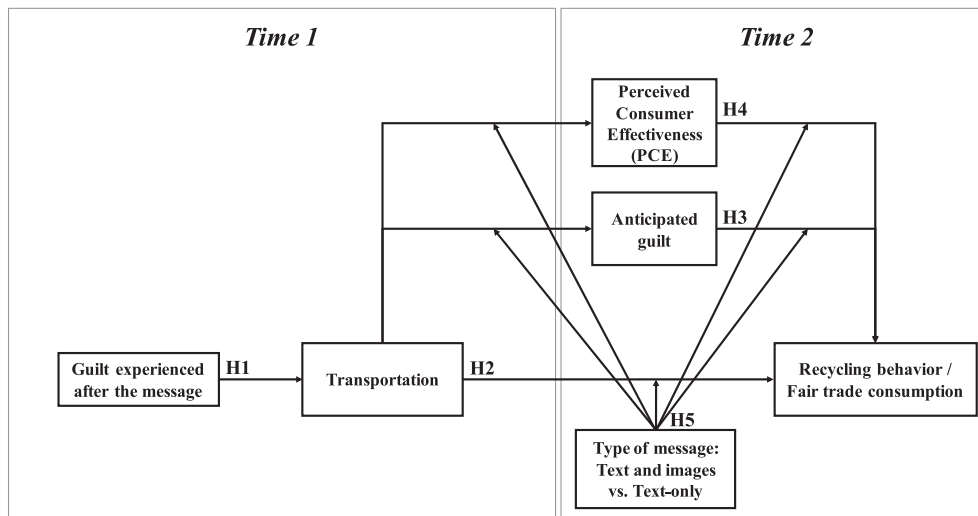 Time 1
Time 2
Perceived
Consumer
Effectiveness
(PCE)
H4
Anticipated
guilt
H3
Guilt experienced
after the message
H1
Transportation
H2
Recycling behavior /
Fair trade consumption
H5
Type of message:
Text and images
vs. Text-only